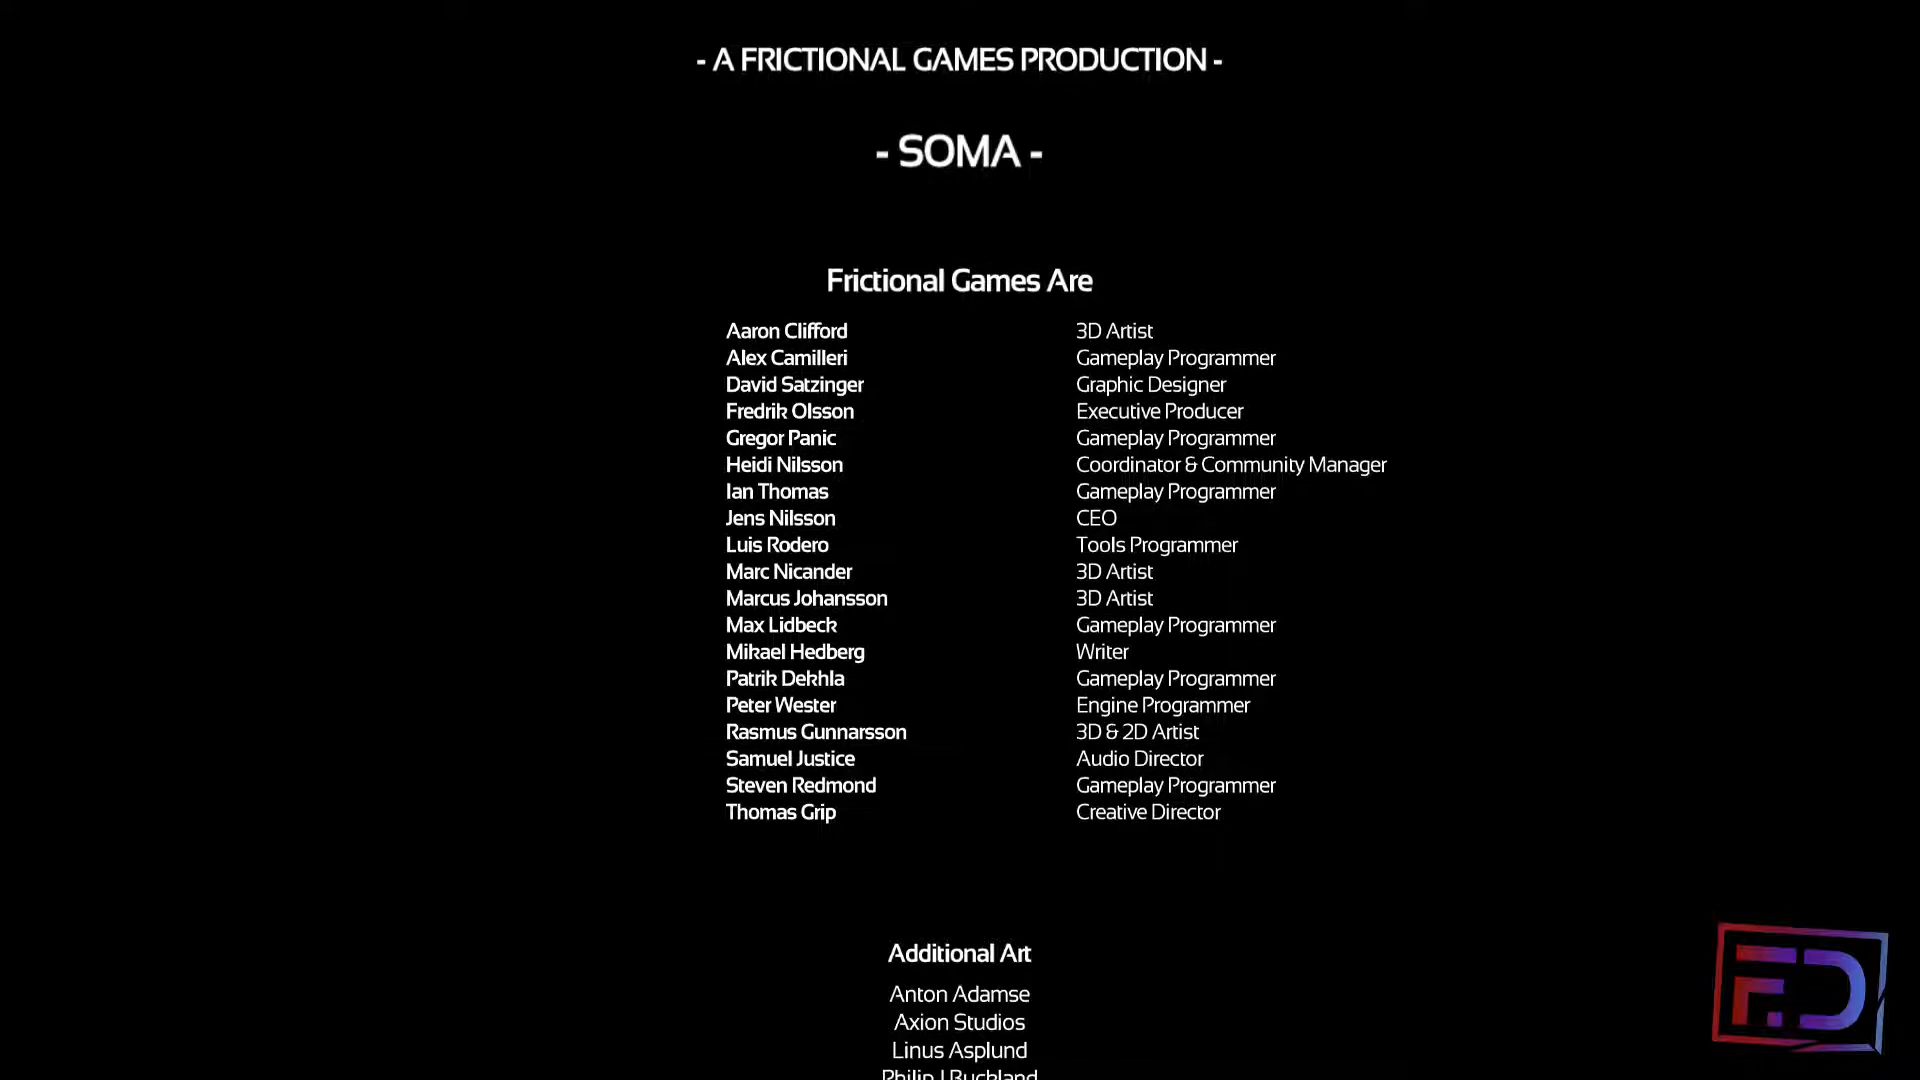 - A FRICTIONAL GAMES PRODUCTION -
- SOMA -
Frictional Games Are
Aaron Clifford 3D Artist
Alex Camilleri Gameplay Programmer
David Satzinger Graphic Designer
Fredrik Olsson Executive Producer
Gregor Panic Gameplay Programmer
Heidi Nilsson Coordinator & Community Manager
Ian Thomas Gameplay Programmer
Jens Nilsson CEO
Luis Rodero Tools Programmer
Marc Nicander 3D Artist
Marcus Johansson 3D Artist
Max Lidbeck Gameplay Programmer
Mikael Hedberg Writer
Patrik Dekhla Gameplay Programmer
Peter Wester Engine Programmer
Rasmus Gunnarsson 3D & 2D Artist
Samuel Justice Audio Director
Steven Redmond Gameplay Programmer
Thomas Grip Creative Director
Additional Art
Anton Adamse
Axion Studios
Linus Asplund
Philip J Buckland
F.D